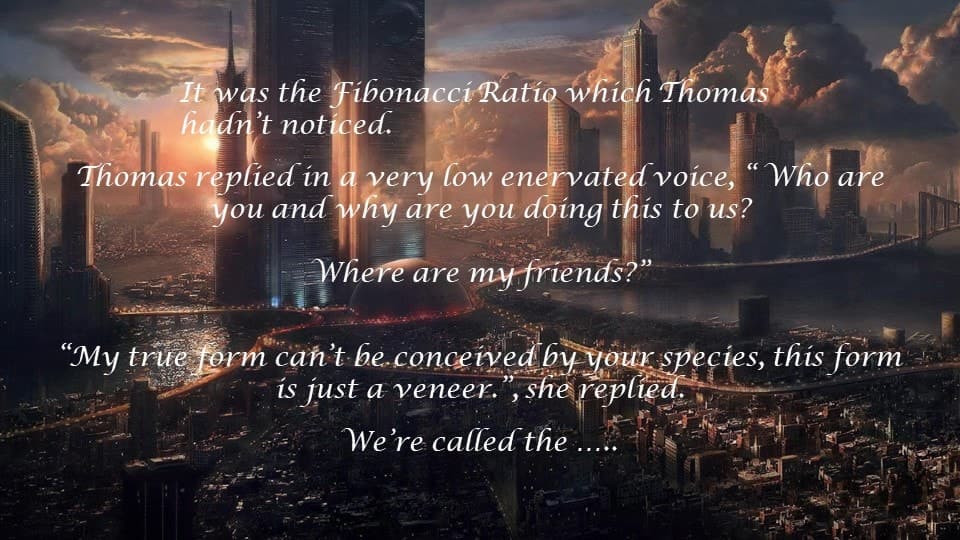 It was the Fibonacci Ratio which Thomas
hadn’t noticed.
Thomas replied in a very low enervated voice, “ Who are
you and why are you doing this to us?
Where are my friends?”
“My true form can’t be conceived by your species, this form
is just a veneer.”, she replied.
We’re called the …..